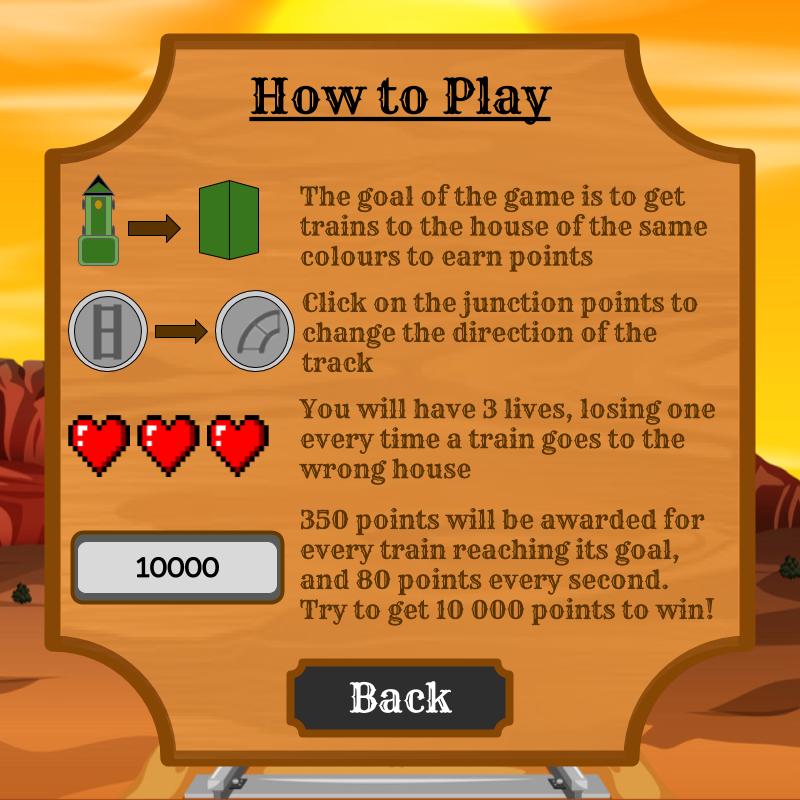 How to Play
The goal of the game is to get
trains to the house of the same
colours to earn points
Click on the junction points to
change the direction of the
track
You will have 3 lives, losing one
every time a train goes to the
wrong house
10000
350 points will be awarded for
every train reaching its goal,
and 80 points every second.
Try to get 10 000 points to win!
Back